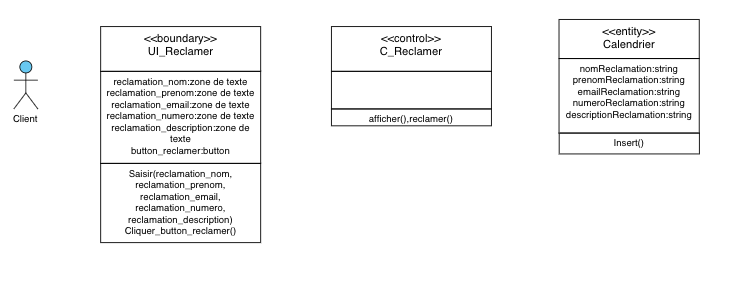 Client
<<boundary>>
UI_Reclamer
reclamation_nom:zone de texte
reclamation_prenom:zone de texte
reclamation_email:zone de texte
reclamation_numero:zone de texte
reclamation_description:zone de
texte
button_reclamer:button
Saisir(reclamation_nom,
reclamation_prenom,
reclamation_email,
reclamation_numero,
reclamation_description)
Cliquer_button_reclamer()
<<control>>
C_Reclamer
afficher(),reclamer()
<<entity>>
Calendrier
nomReclamation:string
prenomReclamation:string
emailReclamation:string
numeroReclamation:string
descriptionReclamation:string
Insert()